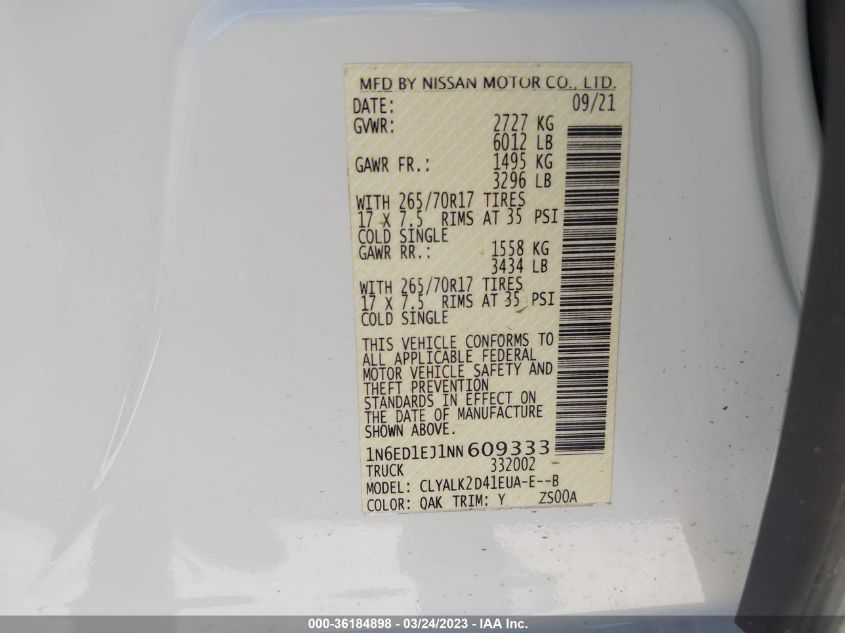 MFD BY NISSAN MOTOR CO., LTD.
DATE: 09/21
GVWR: 2727 KG
6012 LB
GAWR FR.: 1495 KG
3296 LB
WITH 265/70R17 TIRES
17 X 7.5 RIMS AT 35 PSI
COLD SINGLE
GAWR RR.: 1558 KG
3434 LB
WITH 265/70R17 TIRES
17 X 7.5 RIMS AT 35 PSI
COLD SINGLE
THIS VEHICLE CONFORMS TO
ALL APPLICABLE FEDERAL
MOTOR VEHICLE SAFETY AND
THEFT PREVENTION
STANDARDS IN EFFECT ON
THE DATE OF MANUFACTURE
SHOWN ABOVE.
1N6ED1EJ1NN609333
TRUCK 332002
MODEL: CLYALK2D41EUA-E--B
COLOR: QAK TRIM: Y ZS00A
000-36184898 - 03/24/2023 - IAA Inc.